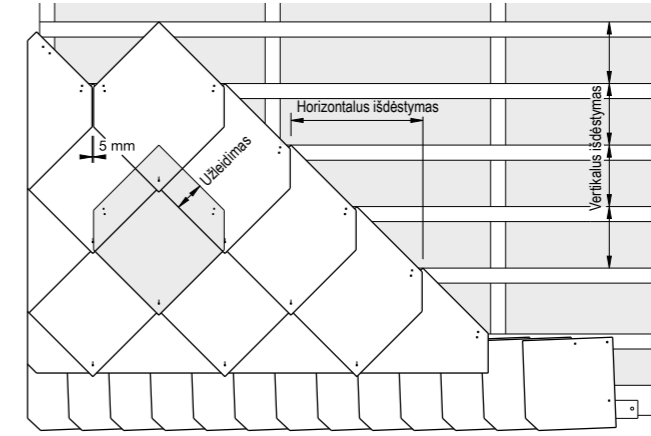 Horizontalus išdėstymas
5 mm
Užleidimas
Vertikalus išdėstymas